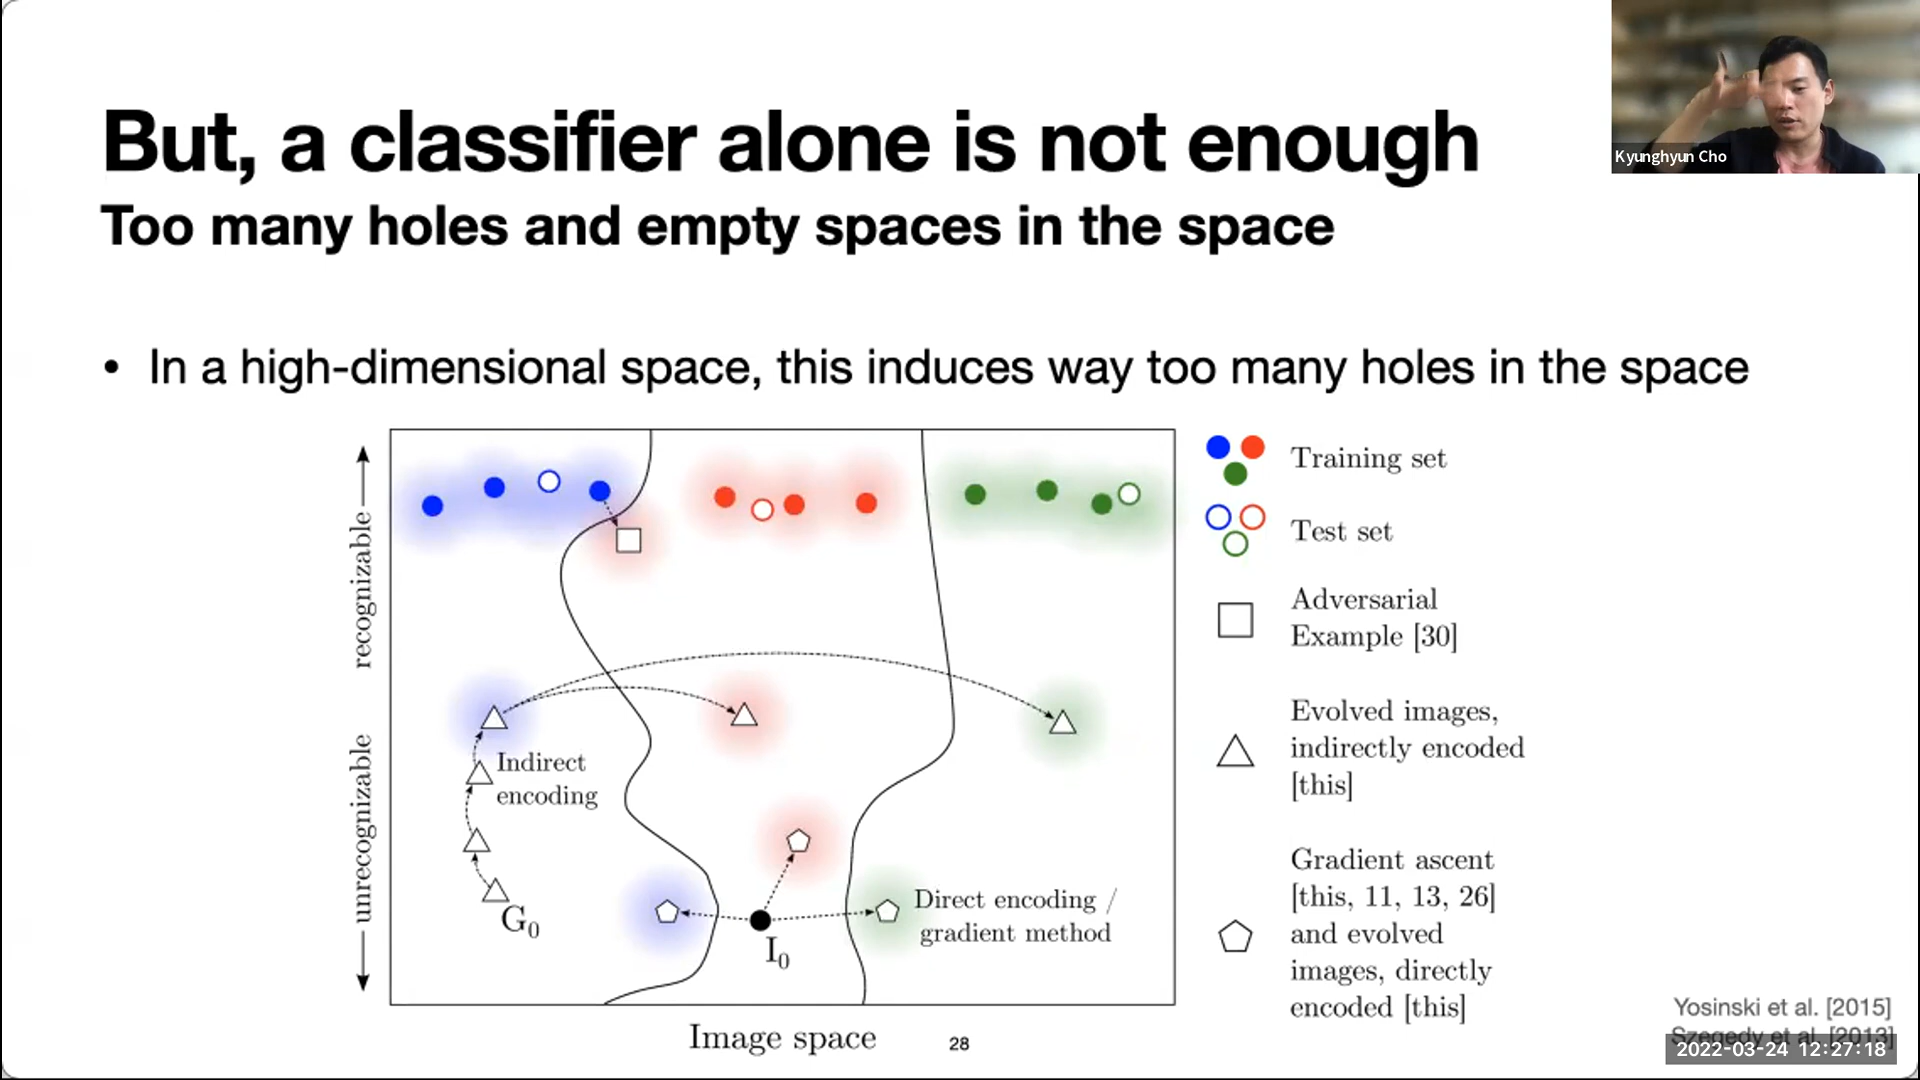 But, a classifier alone is not enough
Kyunghyun Cho
Too many holes and empty spaces in the space
• In a high-dimensional space, this induces way too many holes in the space
recognizable
unrecognizable
Indirect
encoding
G0
I0
Direct encoding /
gradient method
Image space
Training set
Test set
Adversarial
Example [30]
Evolved images,
indirectly encoded
[this]
Gradient ascent
[this, 11, 13, 26]
and evolved
images, directly
encoded [this]
28
Yosinski et al. [2015]
Szegedy et al. [2013]
2022-03-24 12:27:18